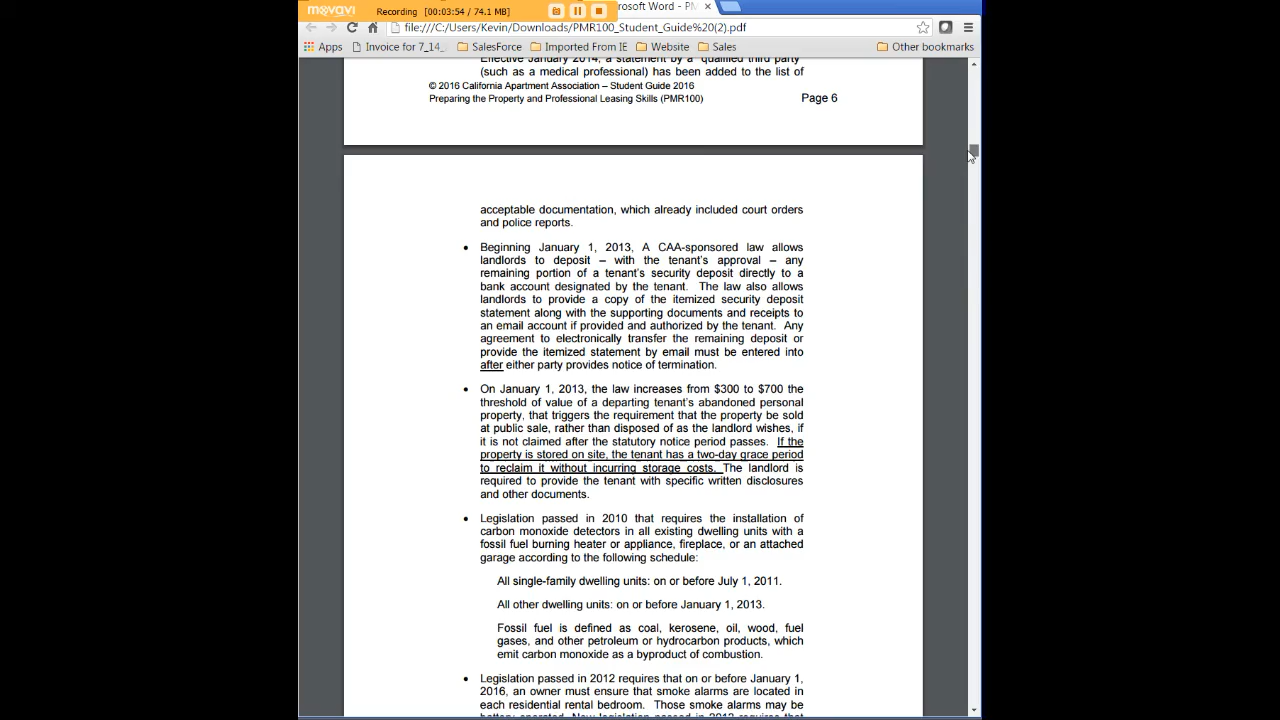 movavi
Recording [00:03:54 / 74.1 MB]
rosoft Word - PM
file:///C:/Users/Kevin/Downloads/PMR100_Student_Guide%20(2).pdf
Apps Invoice for 7_14_ SalesForce Imported From IE Website Sales Other bookmarks
Effective January 2014, a statement by a "qualified third party"
(such as a medical professional) has been added to the list of
© 2016 California Apartment Association – Student Guide 2016
Preparing the Property and Professional Leasing Skills (PMR100) Page 6
acceptable documentation, which already included court orders
and police reports.
• Beginning January 1, 2013, A CAA-sponsored law allows
landlords to deposit – with the tenant's approval – any
remaining portion of a tenant's security deposit directly to a
bank account designated by the tenant. The law also allows
landlords to provide a copy of the itemized security deposit
statement along with the supporting documents and receipts to
an email account if provided and authorized by the tenant. Any
agreement to electronically transfer the remaining deposit or
provide the itemized statement by email must be entered into
after either party provides notice of termination.
• On January 1, 2013, the law increases from $300 to $700 the
threshold of value of a departing tenant's abandoned personal
property, that triggers the requirement that the property be sold
at public sale, rather than disposed of as the landlord wishes, if
it is not claimed after the statutory notice period passes. If the
property is stored on site, the tenant has a two-day grace period
to reclaim it without incurring storage costs. The landlord is
required to provide the tenant with specific written disclosures
and other documents.
• Legislation passed in 2010 that requires the installation of
carbon monoxide detectors in all existing dwelling units with a
fossil fuel burning heater or appliance, fireplace, or an attached
garage according to the following schedule:
All single-family dwelling units: on or before July 1, 2011.
All other dwelling units: on or before January 1, 2013.
Fossil fuel is defined as coal, kerosene, oil, wood, fuel
gases, and other petroleum or hydrocarbon products, which
emit carbon monoxide as a byproduct of combustion.
• Legislation passed in 2012 requires that on or before January 1,
2016, an owner must ensure that smoke alarms are located in
each residential rental bedroom. Those smoke alarms may be
battery operated. New legislation passed in 2013 requires that